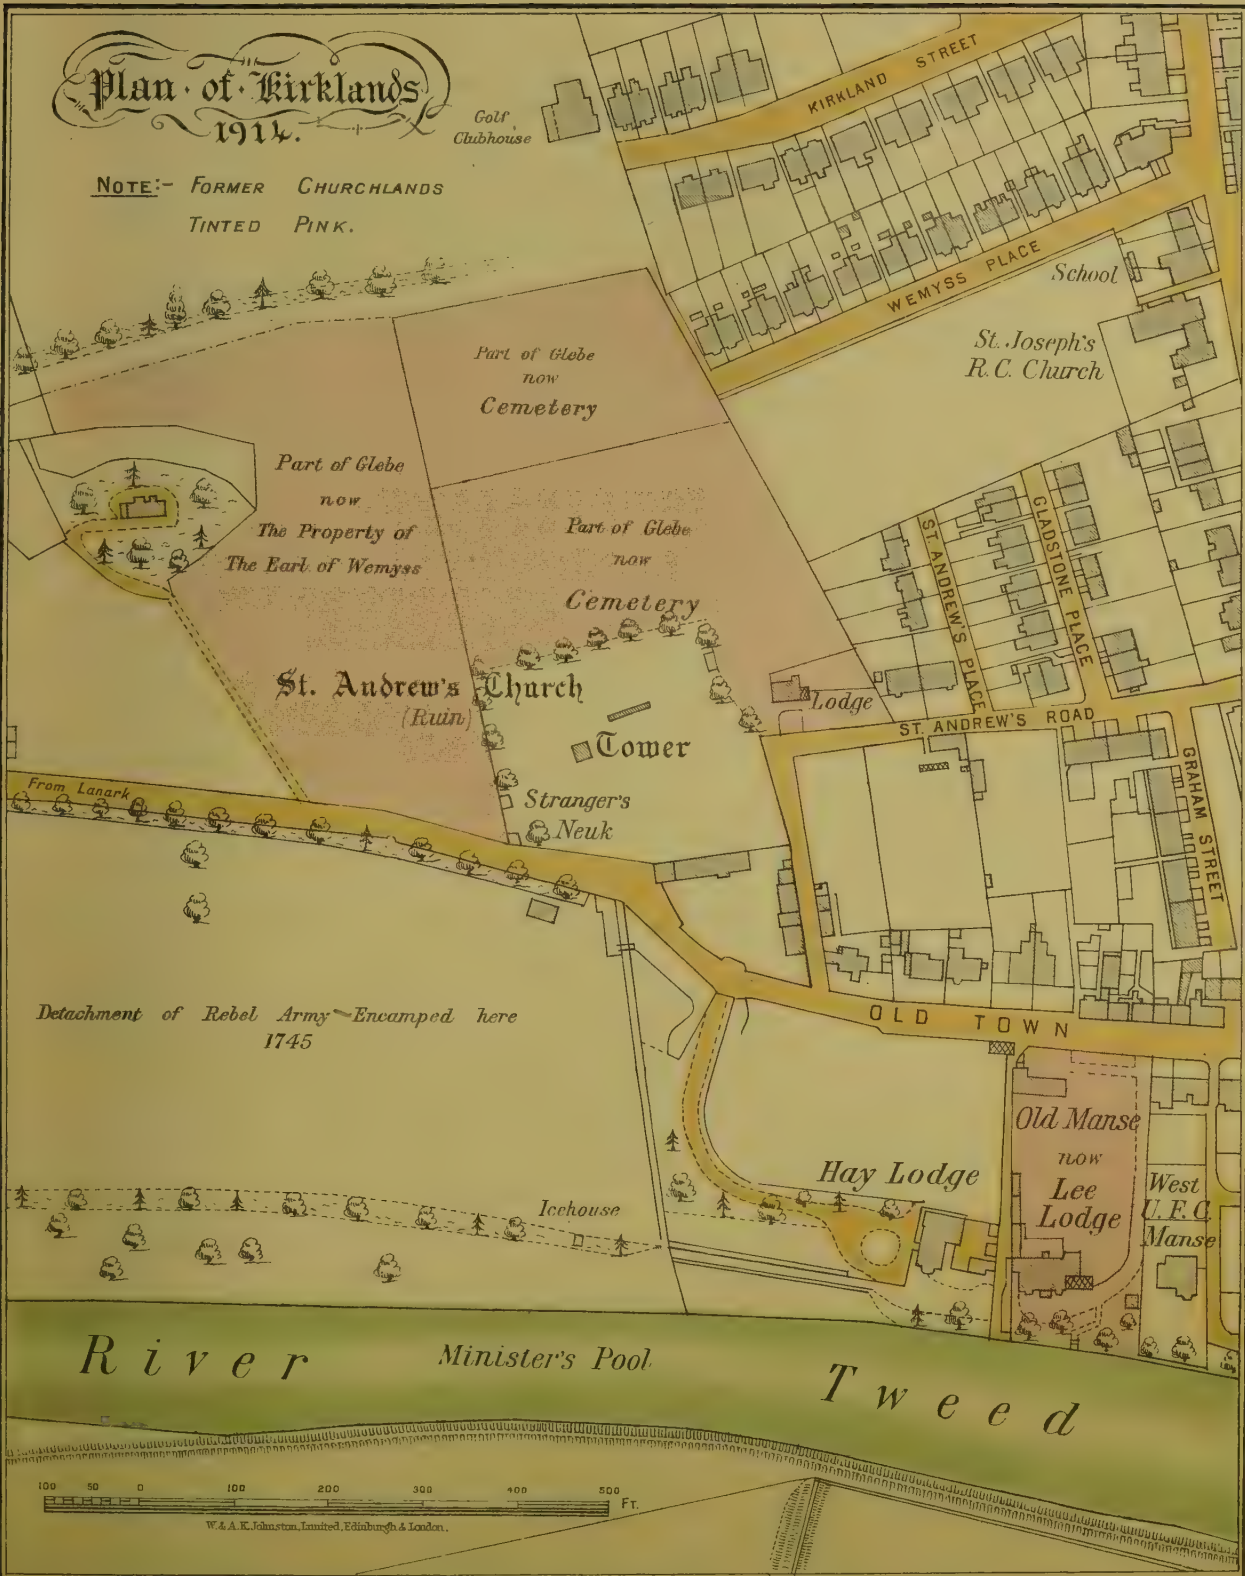 Plan · of · Kirklands
1914.
NOTE:- FORMER CHURCHLANDS
TINTED PINK.
Golf
Clubhouse
KIRKLAND STREET
WEMYSS PLACE
School
St. Joseph's
R.C. Church
Part of Glebe
now
Cemetery
Part of Glebe
now
The Property of
The Earl of Wemyss
Part of Glebe
now
Cemetery
ST. ANDREW'S PLACE
GLADSTONE PLACE
St. Andrew's Church
(Ruin)
Tower
Lodge
ST. ANDREW'S ROAD
GRAHAM STREET
From Lanark
Stranger's
Neuk
Detachment of Rebel Army Encamped here
1745
OLD TOWN
Old Manse
now
Lee
Lodge
Hay Lodge
West
U.F.C.
Manse
Icehouse
River Tweed
Minister's Pool.
100 50 0 100 200 300 400 500 FT.
W. & A.K. Johnston, Limited, Edinburgh & London.